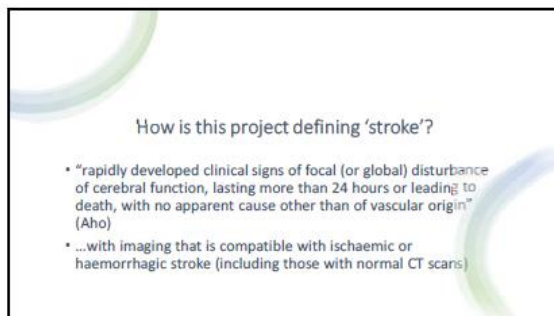 How is this project defining 'stroke'?
• "rapidly developed clinical signs of focal (or global) disturbance
of cerebral function, lasting more than 24 hours or leading to
death, with no apparent cause other than of vascular origin"
(Aho)
• ...with imaging that is compatible with ischaemic or
haemorrhagic stroke (including those with normal CT scans)